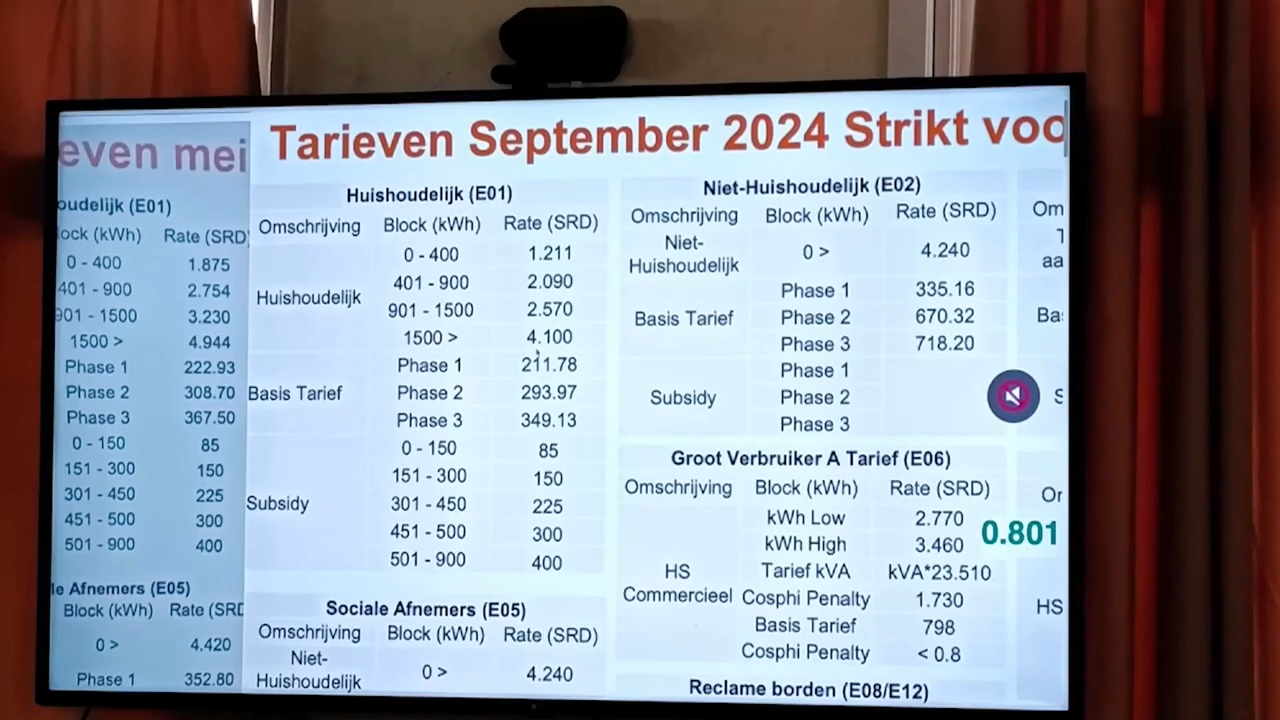 even mei
oudelijk (E01)
lock (kWh) Rate (SRD
0 - 400 1.875
401 - 900 2.754
901 - 1500 3.230
1500 > 4.944
Phase 1 222.93
Phase 2 308.70
Phase 3 367.50
0 - 150 85
151 - 300 150
301 - 450 225
451 - 500 300
501 - 900 400
le Afnemers (E05)
Block (kWh) Rate (SRD
0 > 4.420
Phase 1 352.80
Tarieven September 2024 Strikt voo
Huishoudelijk (E01)
Omschrijving Block (kWh) Rate (SRD)
0 - 400 1.211
Huishoudelijk 401 - 900 2.090
901 - 1500 2.570
1500 > 4.100
Phase 1 211.78
Basis Tarief Phase 2 293.97
Phase 3 349.13
0 - 150 85
151 - 300 150
Subsidy 301 - 450 225
451 - 500 300
501 - 900 400
Sociale Afnemers (E05)
Omschrijving Block (kWh) Rate (SRD)
Niet-
Huishoudelijk 0 > 4.240
Niet-Huishoudelijk (E02)
Omschrijving Block (kWh) Rate (SRD)
Niet-
Huishoudelijk 0 > 4.240
Phase 1 335.16
Basis Tarief Phase 2 670.32
Phase 3 718.20
Phase 1
Subsidy Phase 2
Phase 3
Groot Verbruiker A Tarief (E06)
Omschrijving Block (kWh) Rate (SRD)
kWh Low 2.770
kWh High 3.460
HS
Commercieel
Tarief kVA kVA*23.510
Cosphi Penalty 1.730
Basis Tarief 798
Cosphi Penalty < 0.8
Reclame borden (E08/E12)
Om
T
aa
Ba
S
Or
0.801
HS